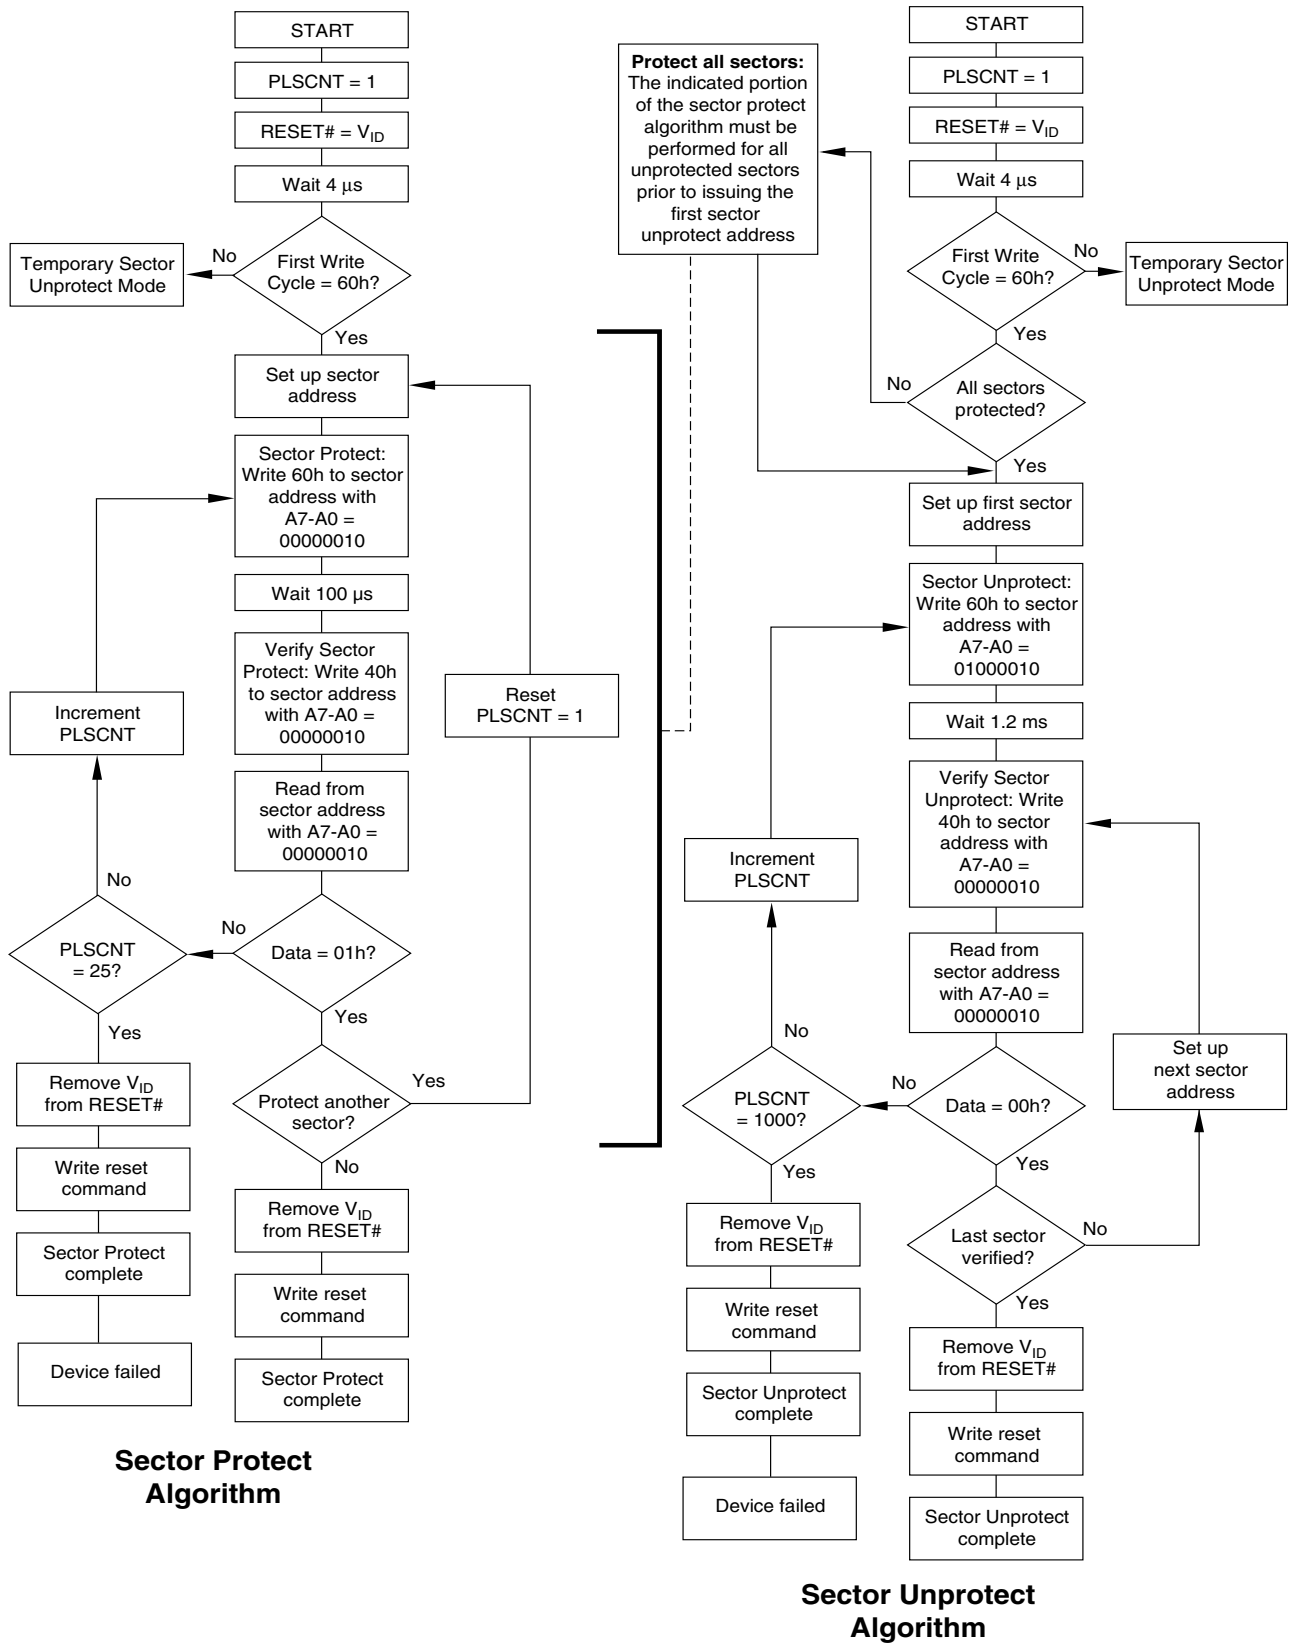 START
PLSCNT = 1
RESET# = VID
Wait 4 µs
First Write
Cycle = 60h?
No
Temporary Sector
Unprotect Mode
Yes
Set up sector
address
Sector Protect:
Write 60h to sector
address with
A7-A0 =
00000010
Wait 100 µs
Verify Sector
Protect: Write 40h
to sector address
with A7-A0 =
00000010
Read from
sector address
with A7-A0 =
00000010
Increment
PLSCNT
No
PLSCNT
= 25?
No
Data = 01h?
Yes
Yes
Remove VID
from RESET#
Write reset
command
Sector Protect
complete
Device failed
Protect another
sector?
Yes
Reset
PLSCNT = 1
No
Remove VID
from RESET#
Write reset
command
Sector Protect
complete
Sector Protect
Algorithm
Protect all sectors:
The indicated portion
of the sector protect
algorithm must be
performed for all
unprotected sectors
prior to issuing the
first sector
unprotect address
START
PLSCNT = 1
RESET# = VID
Wait 4 µs
First Write
Cycle = 60h?
No
Temporary Sector
Unprotect Mode
Yes
No
All sectors
protected?
Yes
Set up first sector
address
Sector Unprotect:
Write 60h to sector
address with
A7-A0 =
01000010
Wait 1.2 ms
Verify Sector
Unprotect: Write
40h to sector
address with
A7-A0 =
00000010
Read from
sector address
with A7-A0 =
00000010
Increment
PLSCNT
No
PLSCNT
= 1000?
No
Data = 00h?
Set up
next sector
address
Yes
Yes
Remove VID
from RESET#
Write reset
command
Sector Unprotect
complete
Device failed
Last sector
verified?
No
Yes
Remove VID
from RESET#
Write reset
command
Sector Unprotect
complete
Sector Unprotect
Algorithm